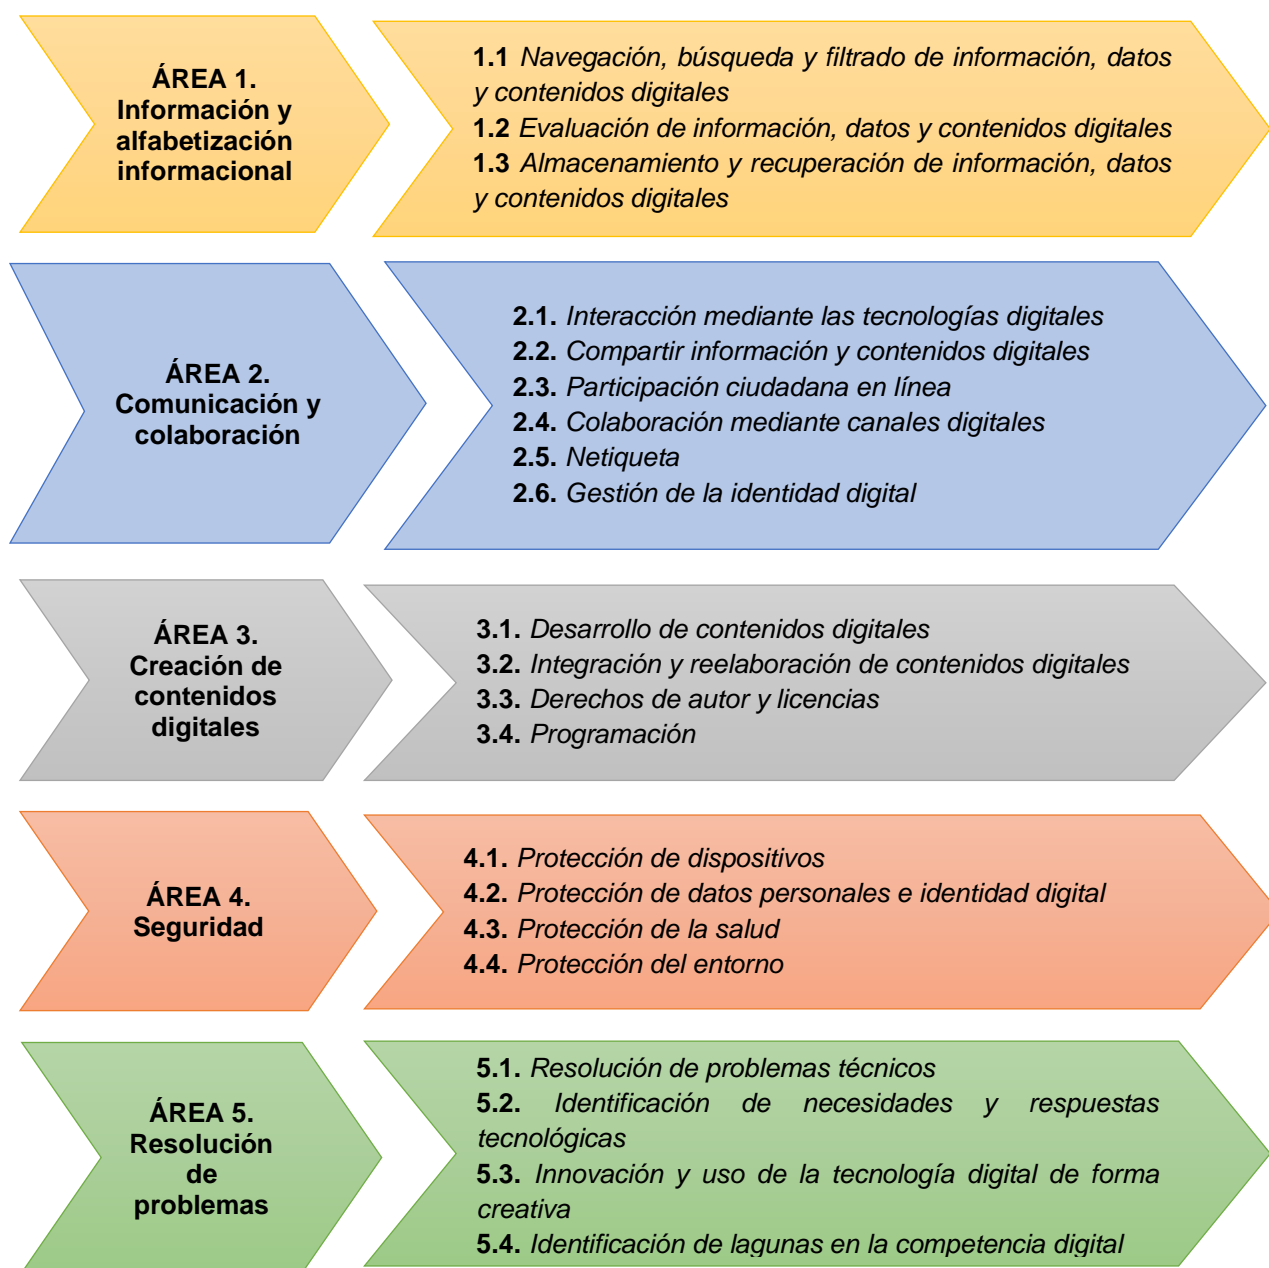 ÁREA 1.
Información y
alfabetización
informacional
1.1 Navegación, búsqueda y filtrado de información, datos
y contenidos digitales
1.2 Evaluación de información, datos y contenidos digitales
1.3 Almacenamiento y recuperación de información, datos
y contenidos digitales
ÁREA 2.
Comunicación y
colaboración
2.1. Interacción mediante las tecnologías digitales
2.2. Compartir información y contenidos digitales
2.3. Participación ciudadana en línea
2.4. Colaboración mediante canales digitales
2.5. Netiqueta
2.6. Gestión de la identidad digital
ÁREA 3.
Creación de
contenidos
digitales
3.1. Desarrollo de contenidos digitales
3.2. Integración y reelaboración de contenidos digitales
3.3. Derechos de autor y licencias
3.4. Programación
ÁREA 4.
Seguridad
4.1. Protección de dispositivos
4.2. Protección de datos personales e identidad digital
4.3. Protección de la salud
4.4. Protección del entorno
ÁREA 5.
Resolución
de
problemas
5.1. Resolución de problemas técnicos
5.2. Identificación de necesidades y respuestas
tecnológicas
5.3. Innovación y uso de la tecnología digital de forma
creativa
5.4. Identificación de lagunas en la competencia digital